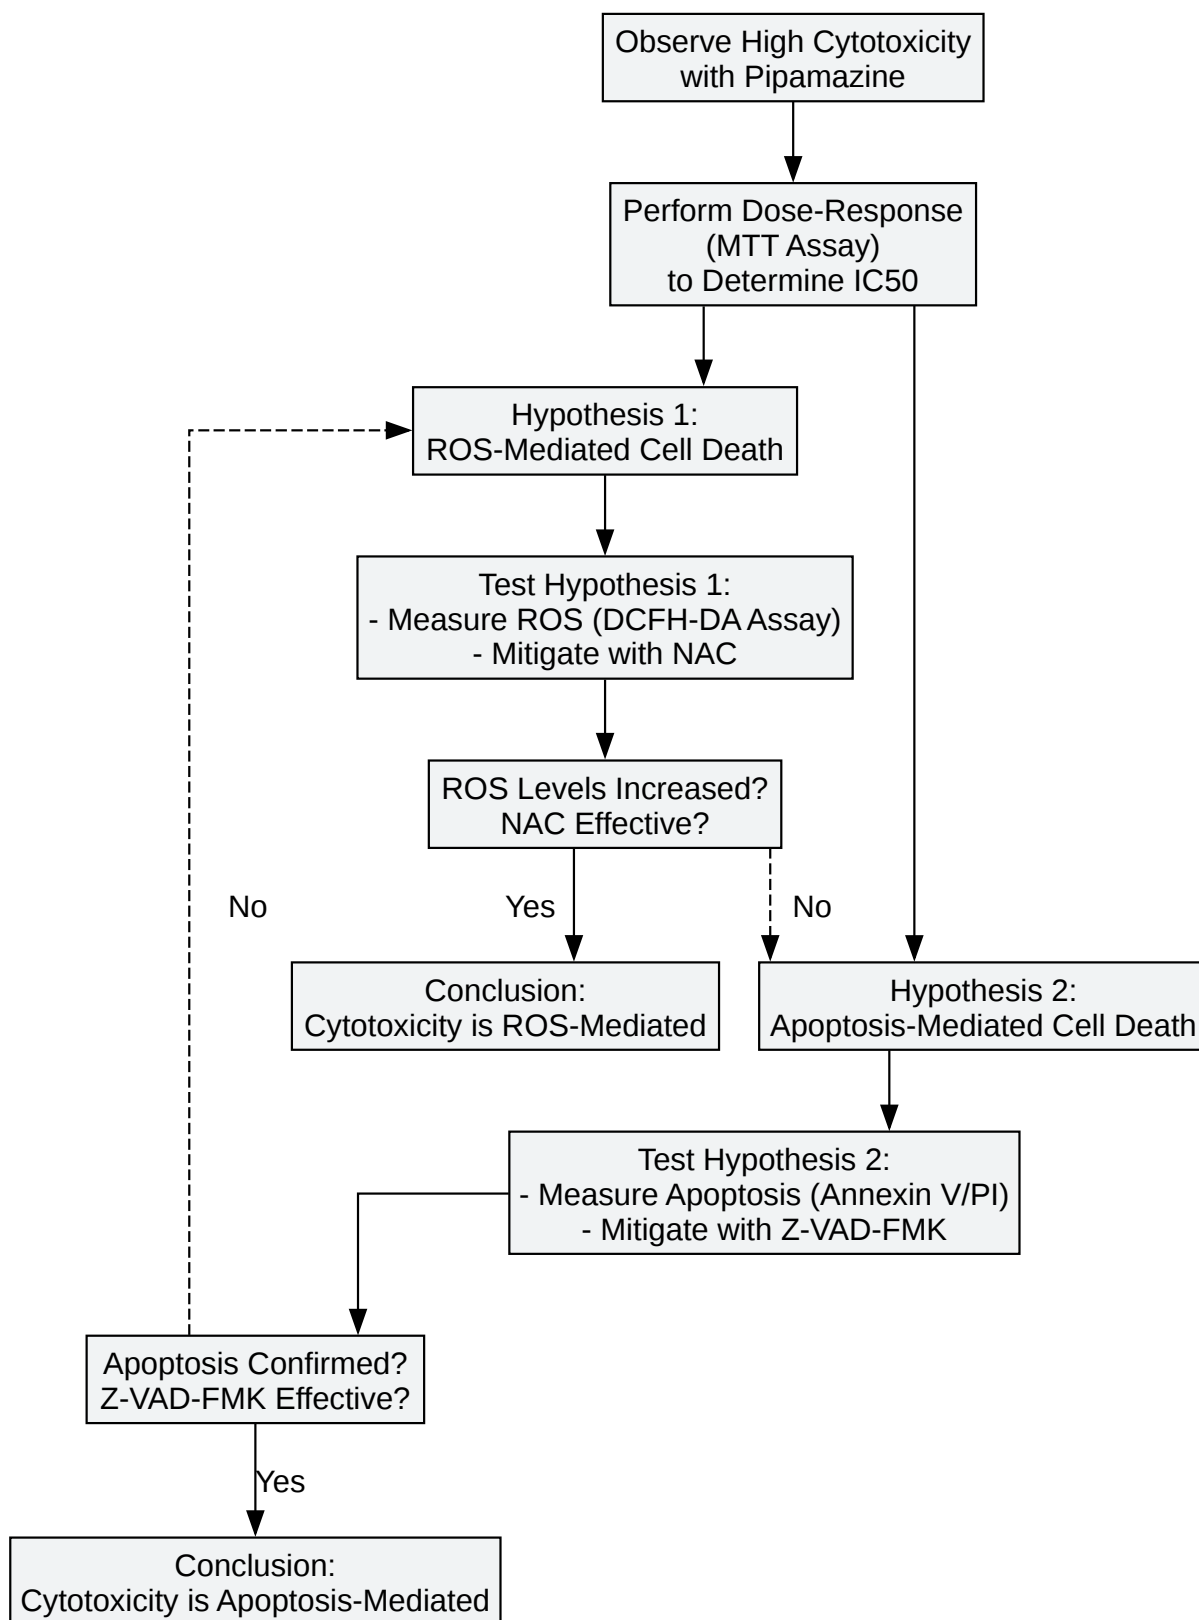 Observe High Cytotoxicity
with Pipamazine
Perform Dose-Response
(MTT Assay)
to Determine IC50
Hypothesis 1:
ROS-Mediated Cell Death
Test Hypothesis 1:
- Measure ROS (DCFH-DA Assay)
- Mitigate with NAC
ROS Levels Increased?
NAC Effective?
No
Yes
No
Conclusion:
Cytotoxicity is ROS-Mediated
Hypothesis 2:
Apoptosis-Mediated Cell Death
Test Hypothesis 2:
- Measure Apoptosis (Annexin V/PI)
- Mitigate with Z-VAD-FMK
Apoptosis Confirmed?
Z-VAD-FMK Effective?
Yes
Conclusion:
Cytotoxicity is Apoptosis-Mediated